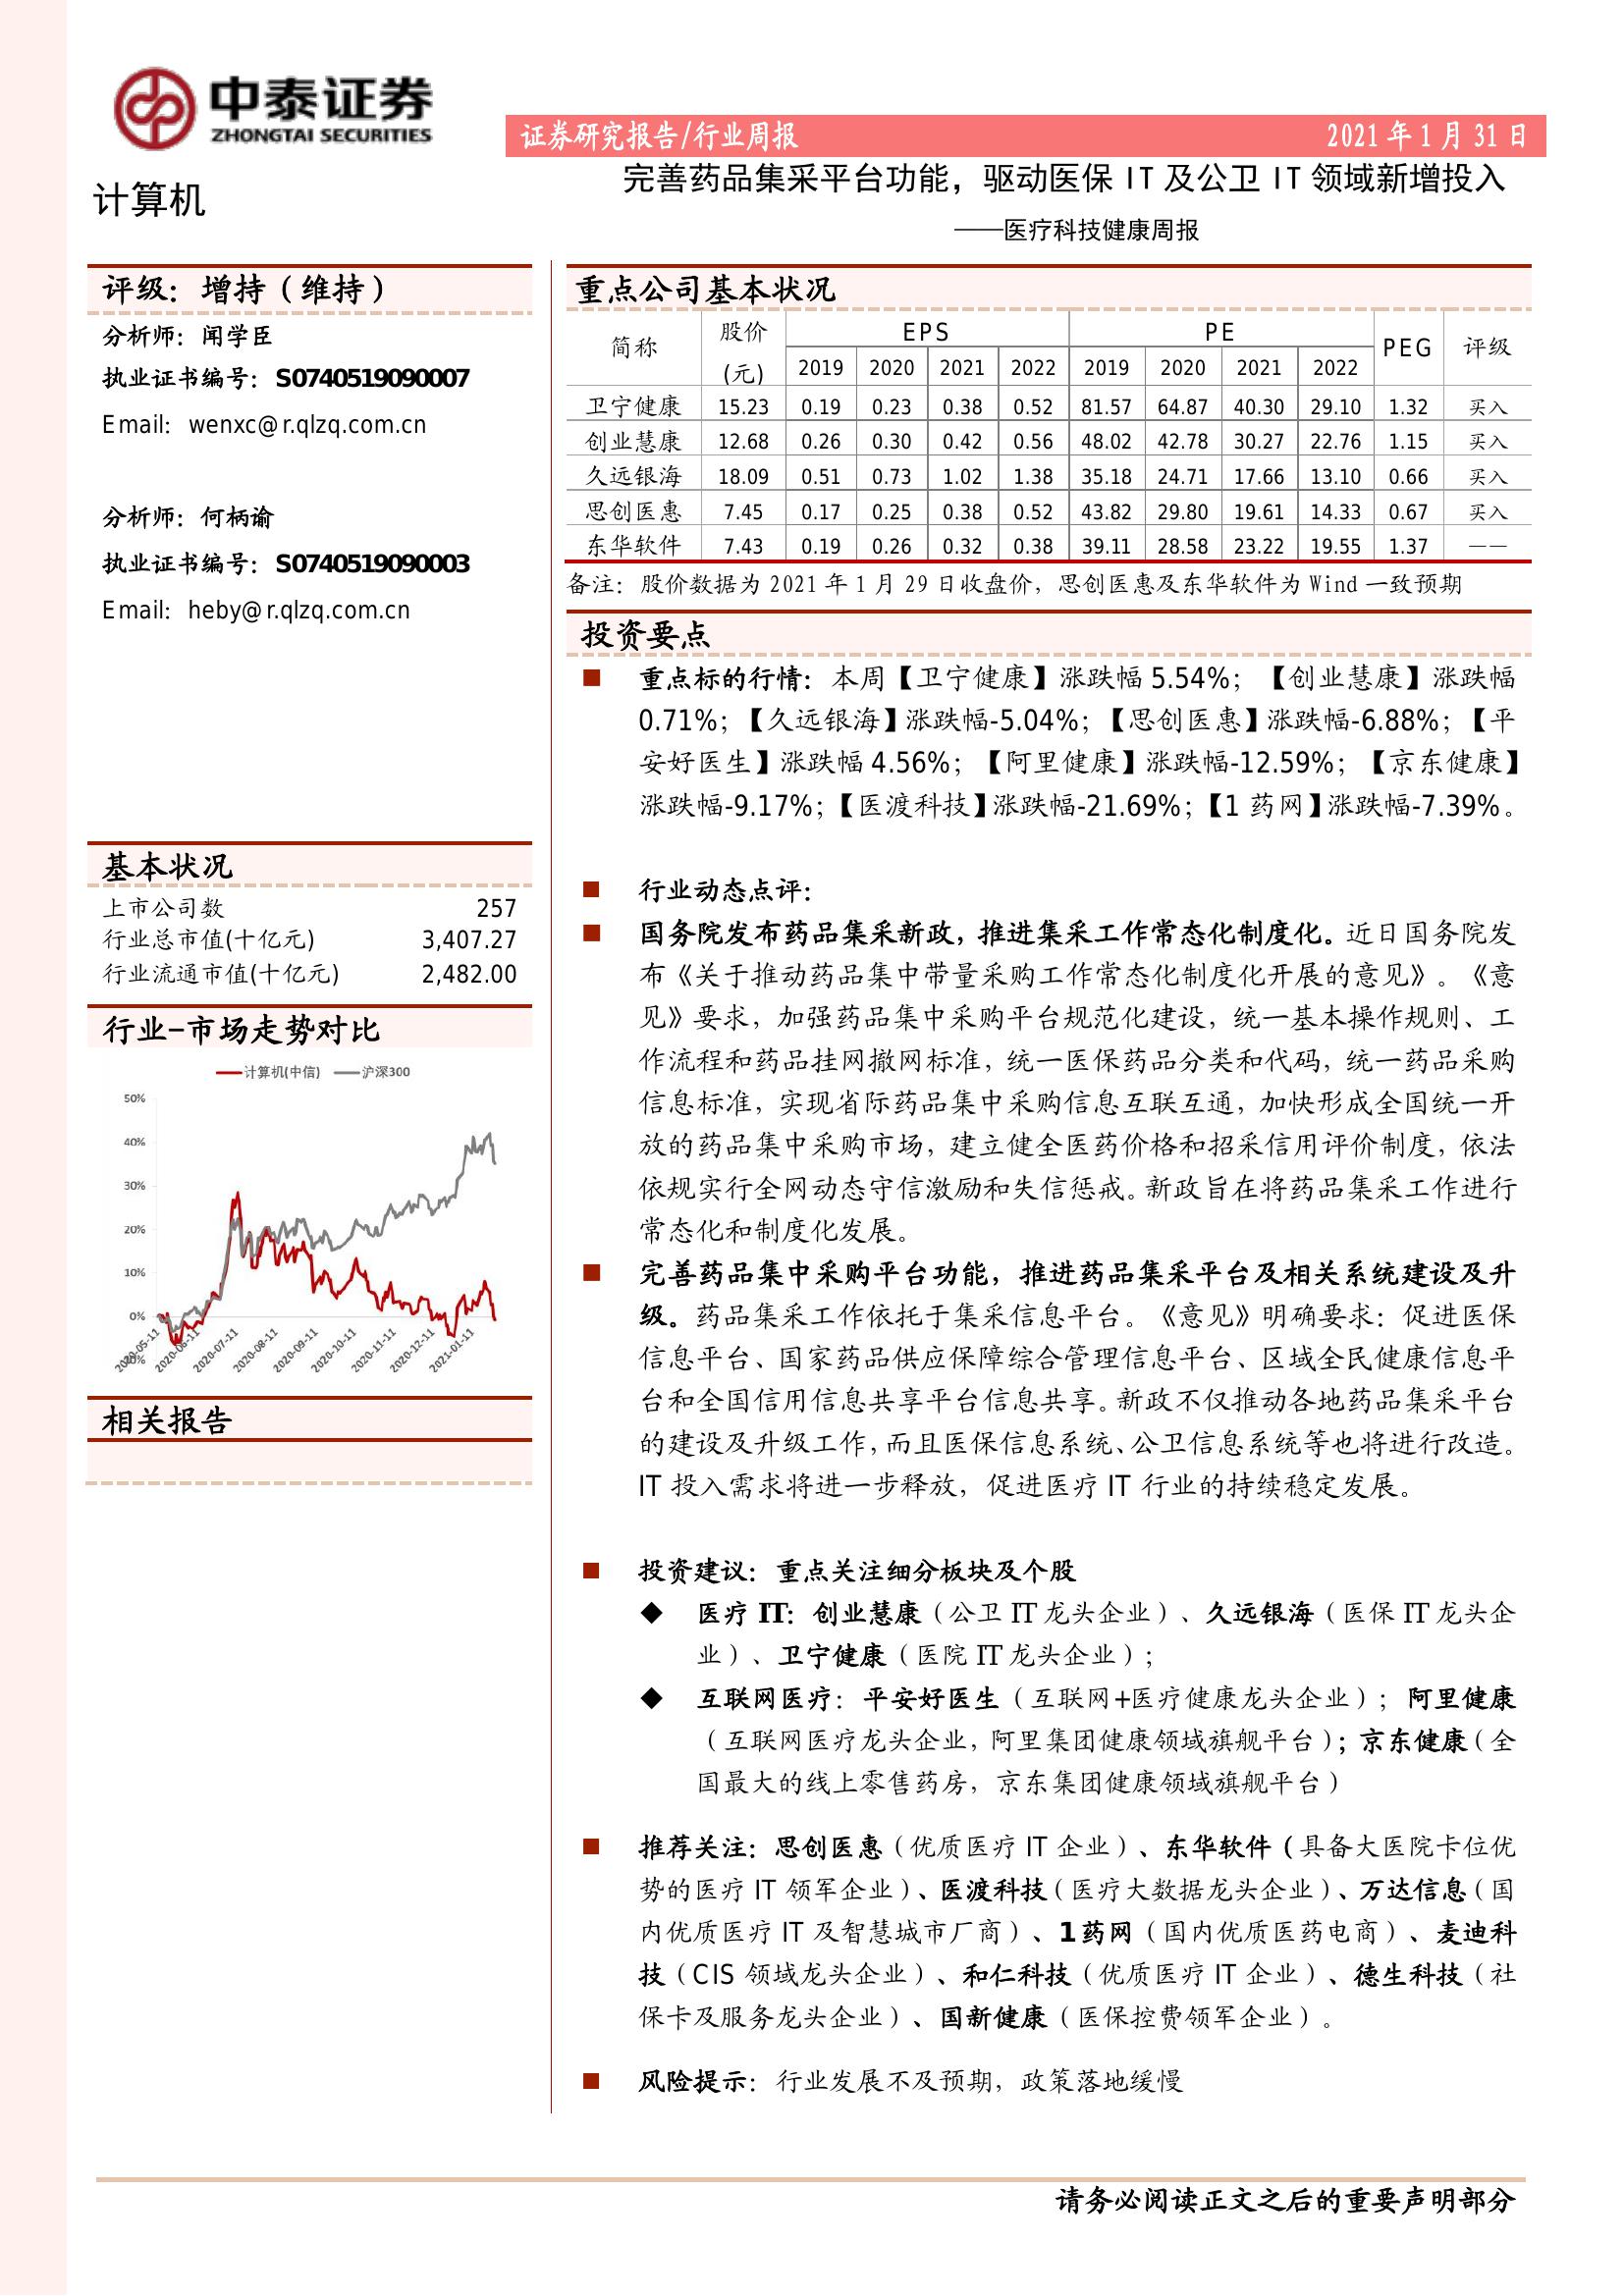 中泰证券
ZHONGTAI SECURITIES
证券研究报告/行业周报 2021 年 1 月 31 日
计算机
完善药品集采平台功能，驱动医保 IT 及公卫 IT 领域新增投入
——医疗科技健康周报
评级：增持（维持）
分析师：闻学臣
执业证书编号：S0740519090007
Email：wenxc@r.qlzq.com.cn
分析师：何柄谕
执业证书编号：S0740519090003
Email：heby@r.qlzq.com.cn
基本状况
上市公司数 257
行业总市值(十亿元) 3,407.27
行业流通市值(十亿元) 2,482.00
行业-市场走势对比
计算机(中信) 沪深300
50%
40%
30%
20%
10%
0%
2020-05-11 2020-06-11 2020-07-11 2020-08-11 2020-09-11 2020-10-11 2020-11-11 2020-12-11 2021-01-11
相关报告
重点公司基本状况
简称 股价(元) EPS PE PEG 评级
2019 2020 2021 2022 2019 2020 2021 2022
卫宁健康 15.23 0.19 0.23 0.38 0.52 81.57 64.87 40.30 29.10 1.32 买入
创业慧康 12.68 0.26 0.30 0.42 0.56 48.02 42.78 30.27 22.76 1.15 买入
久远银海 18.09 0.51 0.73 1.02 1.38 35.18 24.71 17.66 13.10 0.66 买入
思创医惠 7.45 0.17 0.25 0.38 0.52 43.82 29.80 19.61 14.33 0.67 买入
东华软件 7.43 0.19 0.26 0.32 0.38 39.11 28.58 23.22 19.55 1.37 ——
备注：股价数据为 2021 年 1 月 29 日收盘价，思创医惠及东华软件为 Wind 一致预期
投资要点
■ 重点标的行情：本周【卫宁健康】涨跌幅 5.54%；【创业慧康】涨跌幅
0.71%；【久远银海】涨跌幅-5.04%；【思创医惠】涨跌幅-6.88%；【平
安好医生】涨跌幅 4.56%；【阿里健康】涨跌幅-12.59%；【京东健康】
涨跌幅-9.17%；【医渡科技】涨跌幅-21.69%；【1 药网】涨跌幅-7.39%。
■ 行业动态点评：
■ 国务院发布药品集采新政，推进集采工作常态化制度化。近日国务院发
布《关于推动药品集中带量采购工作常态化制度化开展的意见》。《意
见》要求，加强药品集中采购平台规范化建设，统一基本操作规则、工
作流程和药品挂网撤网标准，统一医保药品分类和代码，统一药品采购
信息标准，实现省际药品集中采购信息互联互通，加快形成全国统一开
放的药品集中采购市场，建立健全医药价格和招采信用评价制度，依法
依规实行全网动态守信激励和失信惩戒。新政旨在将药品集采工作进行
常态化和制度化发展。
■ 完善药品集中采购平台功能，推进药品集采平台及相关系统建设及升
级。药品集采工作依托于集采信息平台。《意见》明确要求：促进医保
信息平台、国家药品供应保障综合管理信息平台、区域全民健康信息平
台和全国信用信息共享平台信息共享。新政不仅推动各地药品集采平台
的建设及升级工作，而且医保信息系统、公卫信息系统等也将进行改造。
IT 投入需求将进一步释放，促进医疗 IT 行业的持续稳定发展。
■ 投资建议：重点关注细分板块及个股
◆ 医疗 IT：创业慧康（公卫 IT 龙头企业）、久远银海（医保 IT 龙头企
业）、卫宁健康（医院 IT 龙头企业）；
◆ 互联网医疗：平安好医生（互联网+医疗健康龙头企业）；阿里健康
（互联网医疗龙头企业，阿里集团健康领域旗舰平台）；京东健康（全
国最大的线上零售药房，京东集团健康领域旗舰平台）
■ 推荐关注：思创医惠（优质医疗 IT 企业）、东华软件（具备大医院卡位优
势的医疗 IT 领军企业）、医渡科技（医疗大数据龙头企业）、万达信息（国
内优质医疗 IT 及智慧城市厂商）、1 药网（国内优质医药电商）、麦迪科
技（CIS 领域龙头企业）、和仁科技（优质医疗 IT 企业）、德生科技（社
保卡及服务龙头企业）、国新健康（医保控费领军企业）。
■ 风险提示：行业发展不及预期，政策落地缓慢
请务必阅读正文之后的重要声明部分